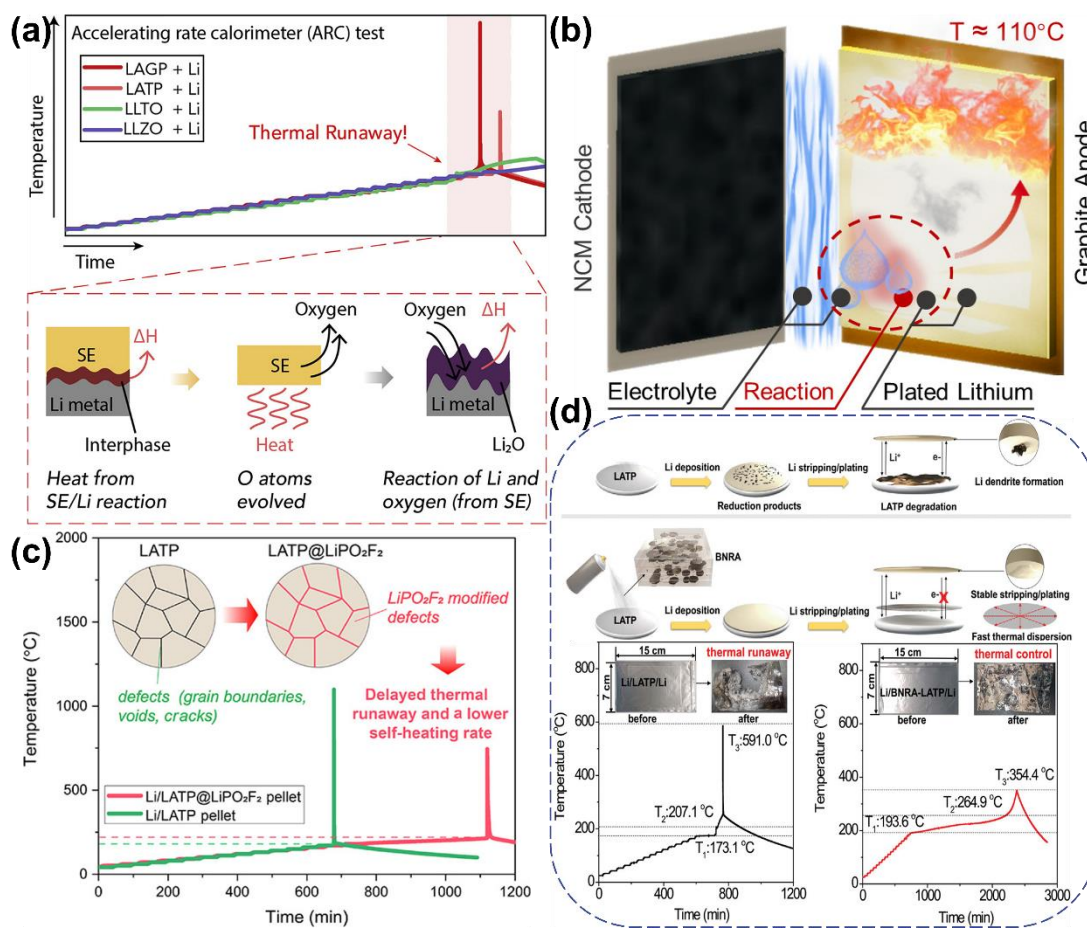 (a)
Accelerating rate calorimeter (ARC) test
LAGP + Li
LATP + Li
LLTO + Li
LLZO + Li
Thermal Runaway!
Temperature
Time
SE
ΔH
Li metal
Interphase
Heat from
SE/Li reaction
Oxygen
SE
Heat
O atoms
evolved
Oxygen
ΔH
Li metal
Li₂O
Reaction of Li and
oxygen (from SE)
(b)
T ≈ 110°C
NCM Cathode
Graphite Anode
Electrolyte
Reaction
Plated Lithium
(c)
LATP
LATP@LiPO₂F₂
LiPO₂F₂ modified
defects
defects (grain boundaries,
voids, cracks)
Delayed thermal
runaway and a lower
self-heating rate
Li/LATP@LiPO₂F₂ pellet
Li/LATP pellet
Temperature (°C)
2000
1750
1500
1250
1000
750
500
250
0
0 200 400 600 800 1000 1200
Time (min)
(d)
LATP
Li deposition
Reduction products
Li stripping/plating
Li⁺
e-
LATP degradation
Li dendrite formation
BNRA
LATP
Li deposition
Li stripping/plating
Li⁺
e-
X
Stable stripping/plating
Fast thermal dispersion
15 cm
7 cm
Li/LATP/Li
before
thermal runaway
after
T₃:591.0 °C
T₂:207.1 °C
T₁:173.1 °C
Temperature (°C)
800
600
400
200
0
0 400 800 1200
Time (min)
15 cm
7 cm
Li/BNRA-LATP/Li
before
thermal control
after
T₃:354.4 °C
T₂:264.9 °C
T₁:193.6 °C
Temperature (°C)
800
600
400
200
0
0 1000 2000 3000
Time (min)